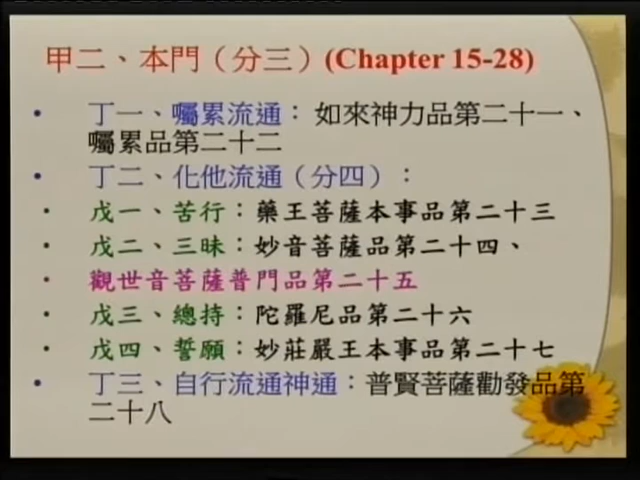 甲二、本門（分三）(Chapter 15-28)
• 丁一、囑累流通：如來神力品第二十一、
囑累品第二十二
• 丁二、化他流通（分四）：
• 戊一、苦行：藥王菩薩本事品第二十三
• 戊二、三昧：妙音菩薩品第二十四、
• 觀世音菩薩普門品第二十五
• 戊三、總持：陀羅尼品第二十六
• 戊四、誓願：妙莊嚴王本事品第二十七
• 丁三、自行流通神通：普賢菩薩勸發品第
二十八